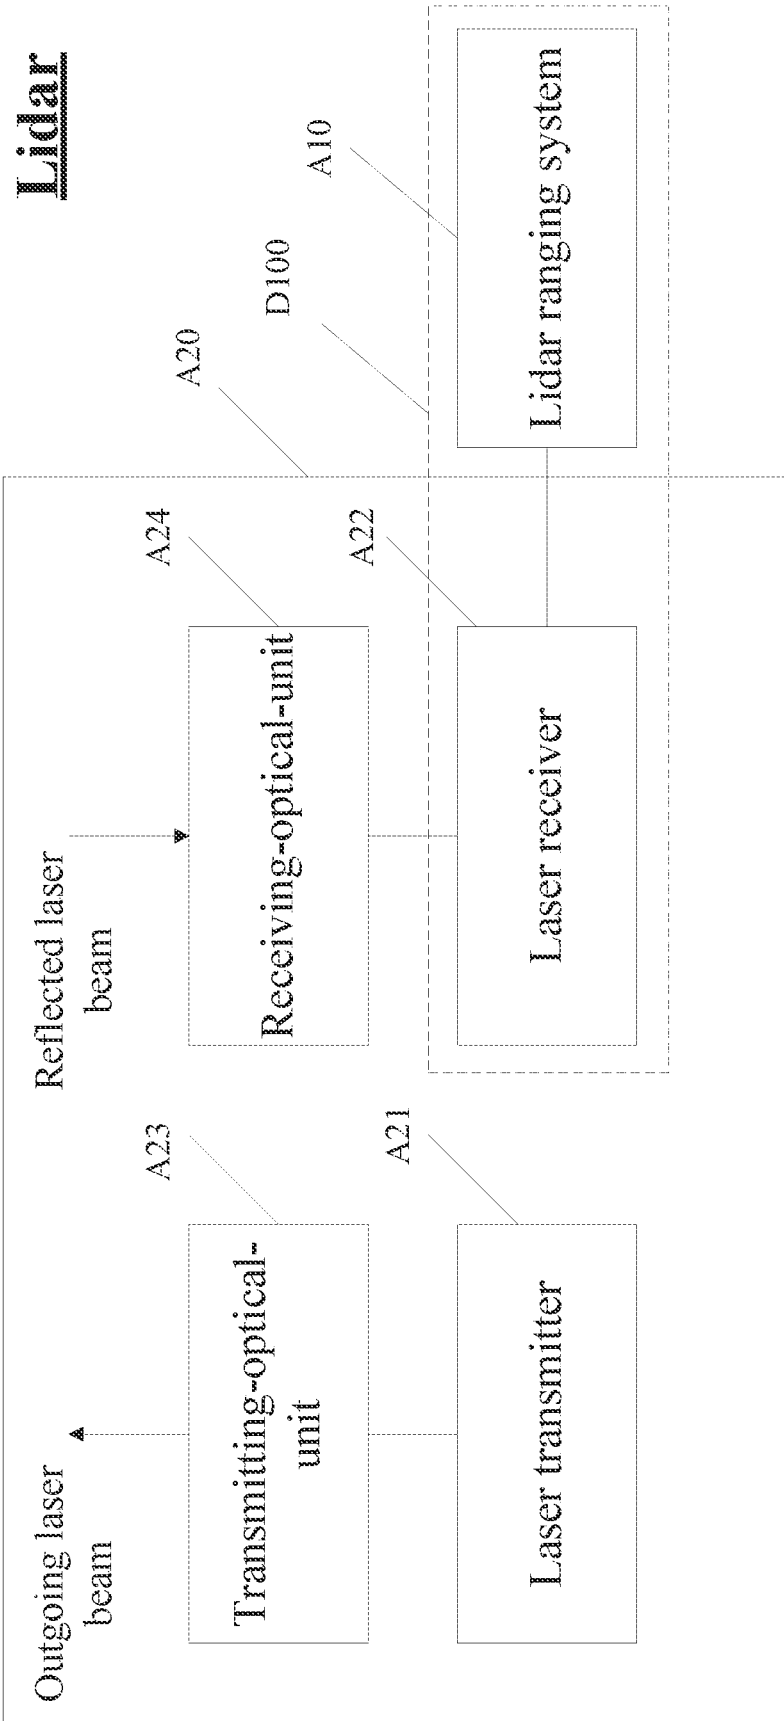 Lidar
Outgoing laser
beam
Reflected laser
beam
A23
A24
A20
Transmitting-optical-
unit
Receiving-optical-unit
D100
A10
A21
A22
Laser transmitter
Laser receiver
Lidar ranging system